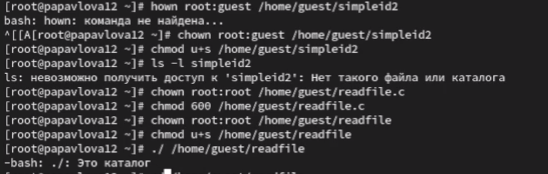 [root@papavlova12 ~]# hown root:guest /home/guest/simpleid2
bash: hown: команда не найдена...
^[[A[root@papavlova12 ~]# chown root:guest /home/guest/simpleid2
[root@papavlova12 ~]# chmod u+s /home/guest/simpleid2
[root@papavlova12 ~]# ls -l simpleid2
ls: невозможно получить доступ к 'simpleid2': Нет такого файла или каталога
[root@papavlova12 ~]# chown root:root /home/guest/readfile.c
[root@papavlova12 ~]# chmod 600 /home/guest/readfile.c
[root@papavlova12 ~]# chown root:root /home/guest/readfile
[root@papavlova12 ~]# chmod u+s /home/guest/readfile
[root@papavlova12 ~]# ./ /home/guest/readfile
-bash: ./: Это каталог